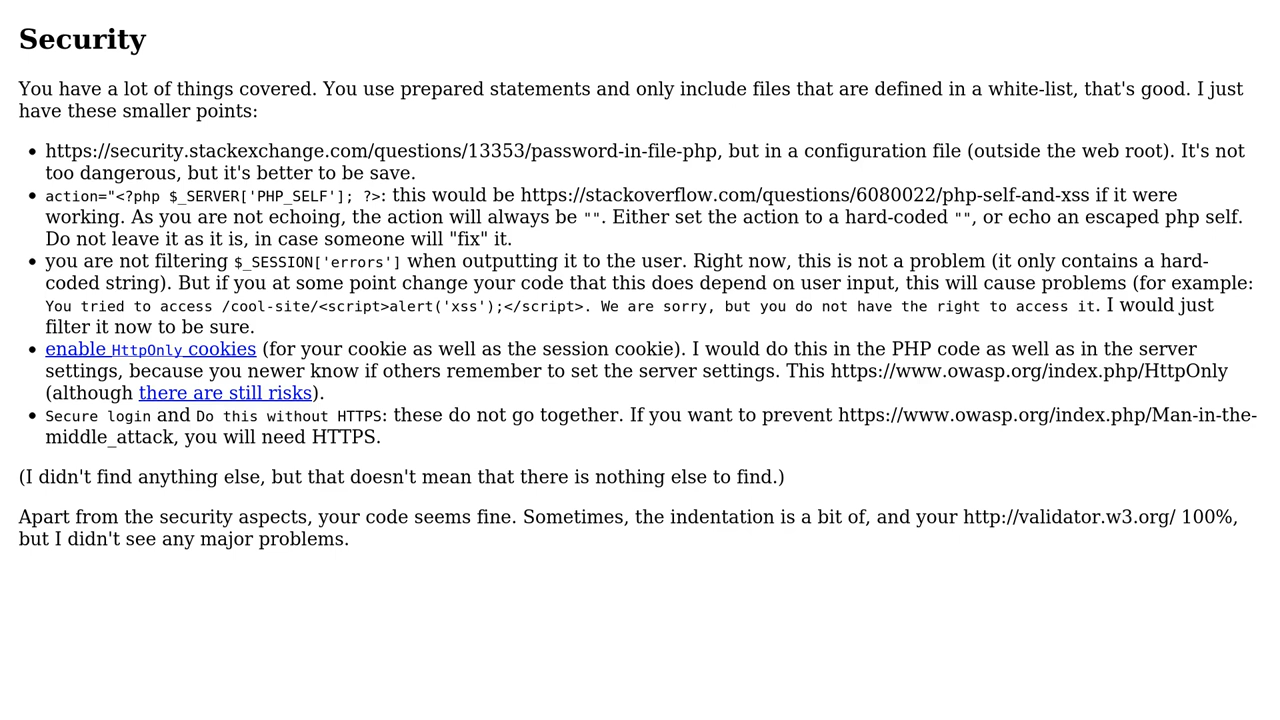 Security
You have a lot of things covered. You use prepared statements and only include files that are defined in a white-list, that's good. I just
have these smaller points:
• https://security.stackexchange.com/questions/13353/password-in-file-php, but in a configuration file (outside the web root). It's not
too dangerous, but it's better to be save.
• action="<?php $_SERVER['PHP_SELF']; ?>: this would be https://stackoverflow.com/questions/6080022/php-self-and-xss if it were
working. As you are not echoing, the action will always be "". Either set the action to a hard-coded "", or echo an escaped php self.
Do not leave it as it is, in case someone will "fix" it.
• you are not filtering $_SESSION['errors'] when outputting it to the user. Right now, this is not a problem (it only contains a hard-
coded string). But if you at some point change your code that this does depend on user input, this will cause problems (for example:
You tried to access /cool-site/<script>alert('xss');</script>. We are sorry, but you do not have the right to access it. I would just
filter it now to be sure.
• enable HttpOnly cookies (for your cookie as well as the session cookie). I would do this in the PHP code as well as in the server
settings, because you newer know if others remember to set the server settings. This https://www.owasp.org/index.php/HttpOnly
(although there are still risks).
• Secure login and Do this without HTTPS: these do not go together. If you want to prevent https://www.owasp.org/index.php/Man-in-the-
middle_attack, you will need HTTPS.
(I didn't find anything else, but that doesn't mean that there is nothing else to find.)
Apart from the security aspects, your code seems fine. Sometimes, the indentation is a bit of, and your http://validator.w3.org/ 100%,
but I didn't see any major problems.